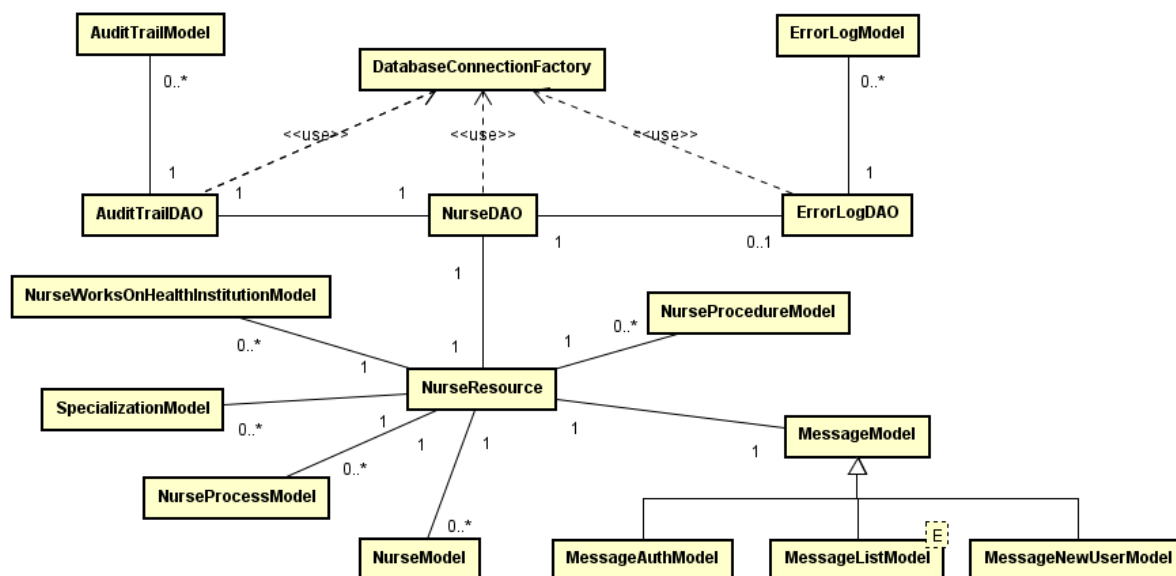 AuditTrailModel
ErrorLogModel
DatabaseConnectionFactory
0..*
0..*
<<use>>
<<use>>
<<use>>
1
1
1
1
AuditTrailDAO
NurseDAO
ErrorLogDAO
1
0..1
1
NurseWorksOnHealthInstitutionModel
NurseProcedureModel
0..*
1
1
0..*
1
NurseResource
SpecializationModel
0..*
1
1
1
1
MessageModel
1
0..*
NurseProcessModel
0..*
NurseModel
E
MessageAuthModel
MessageListModel
MessageNewUserModel